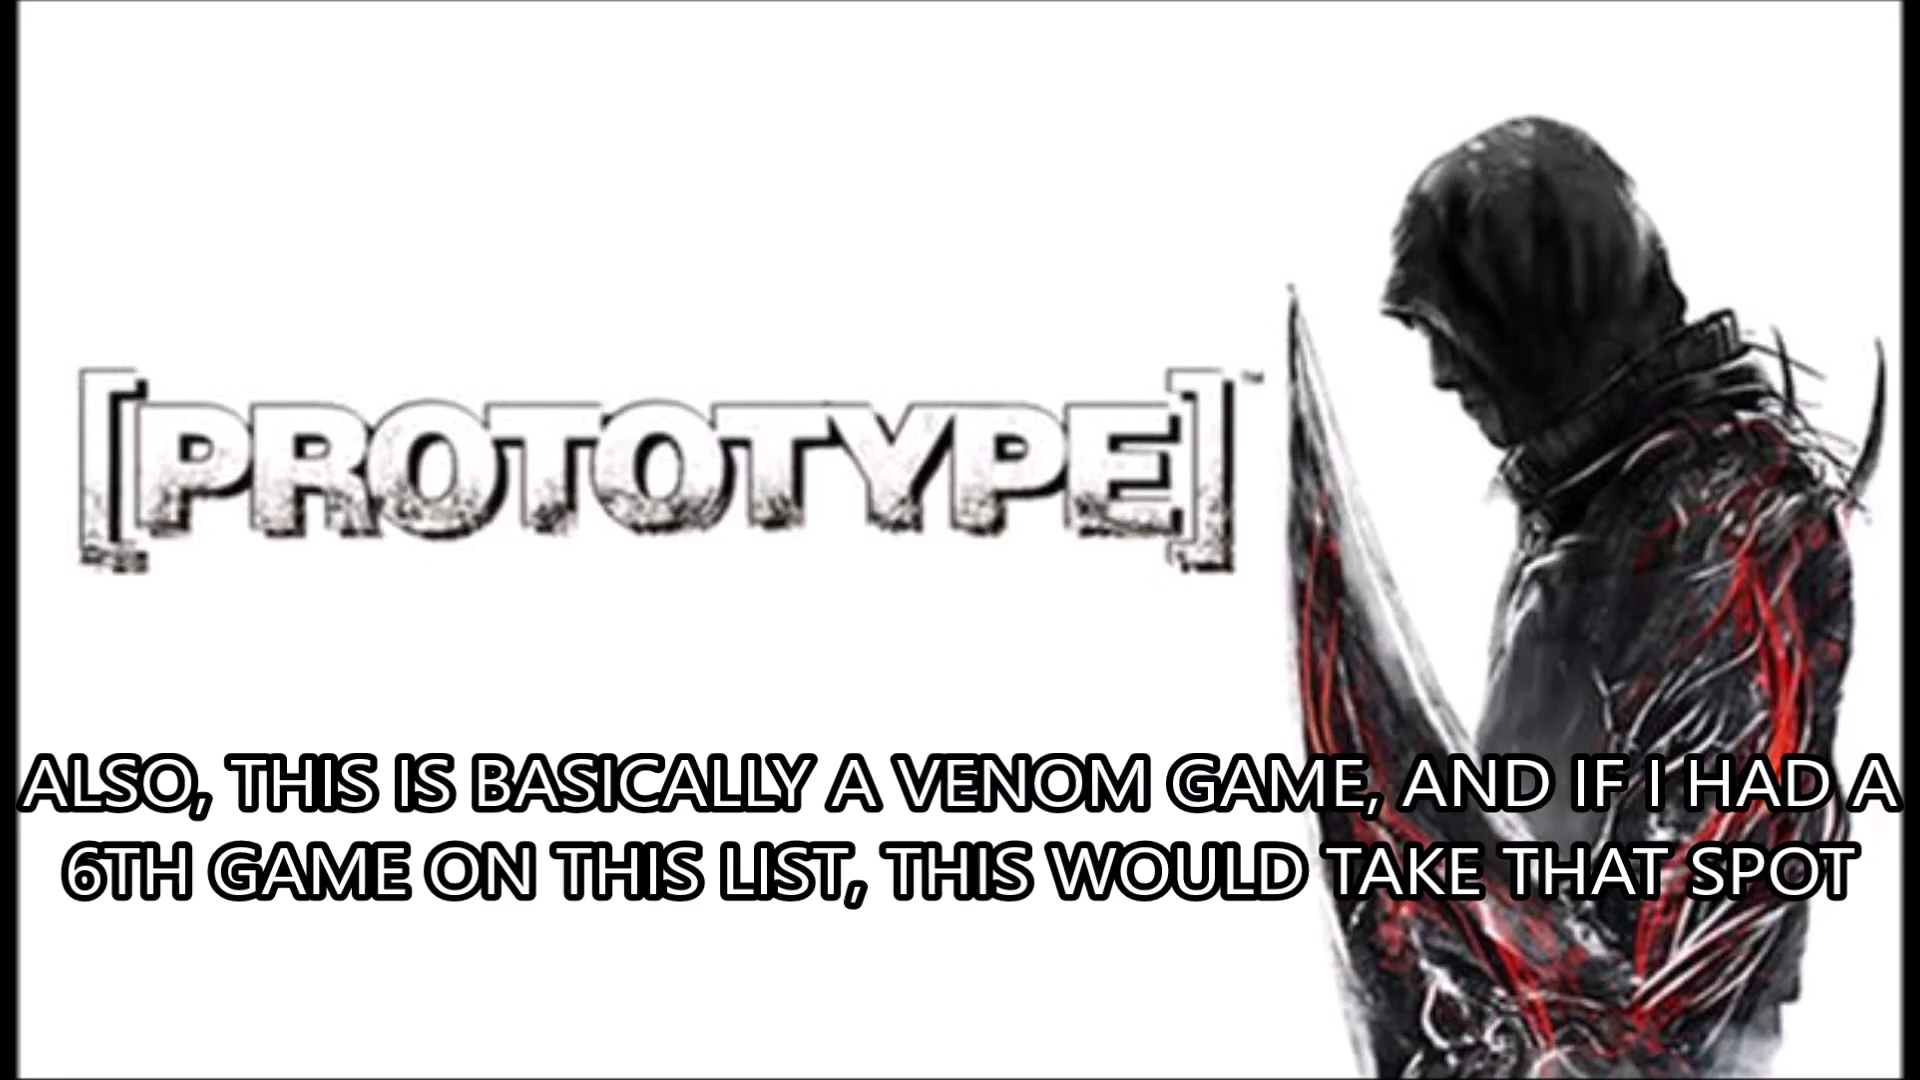 [PROTOTYPE]™
ALSO, THIS IS BASICALLY A VENOM GAME, AND IF I HAD A
6TH GAME ON THIS LIST, THIS WOULD TAKE THAT SPOT